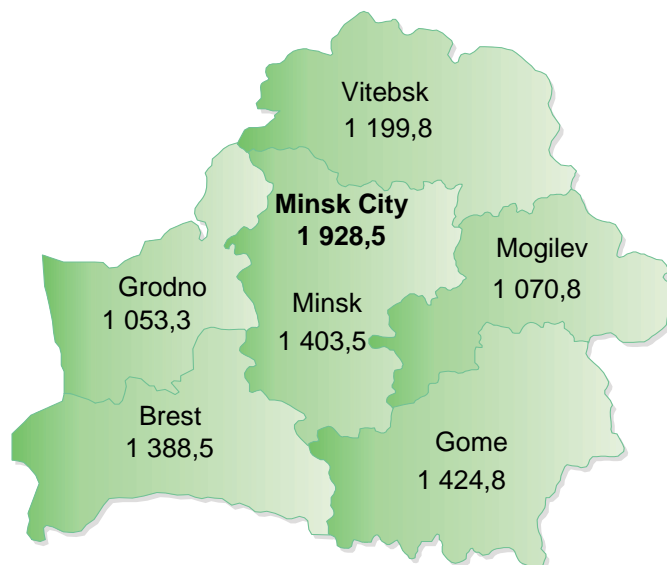 Vitebsk
1 199,8
Minsk City
1 928,5
Mogilev
1 070,8
Grodno
1 053,3
Minsk
1 403,5
Brest
1 388,5
Gome
1 424,8